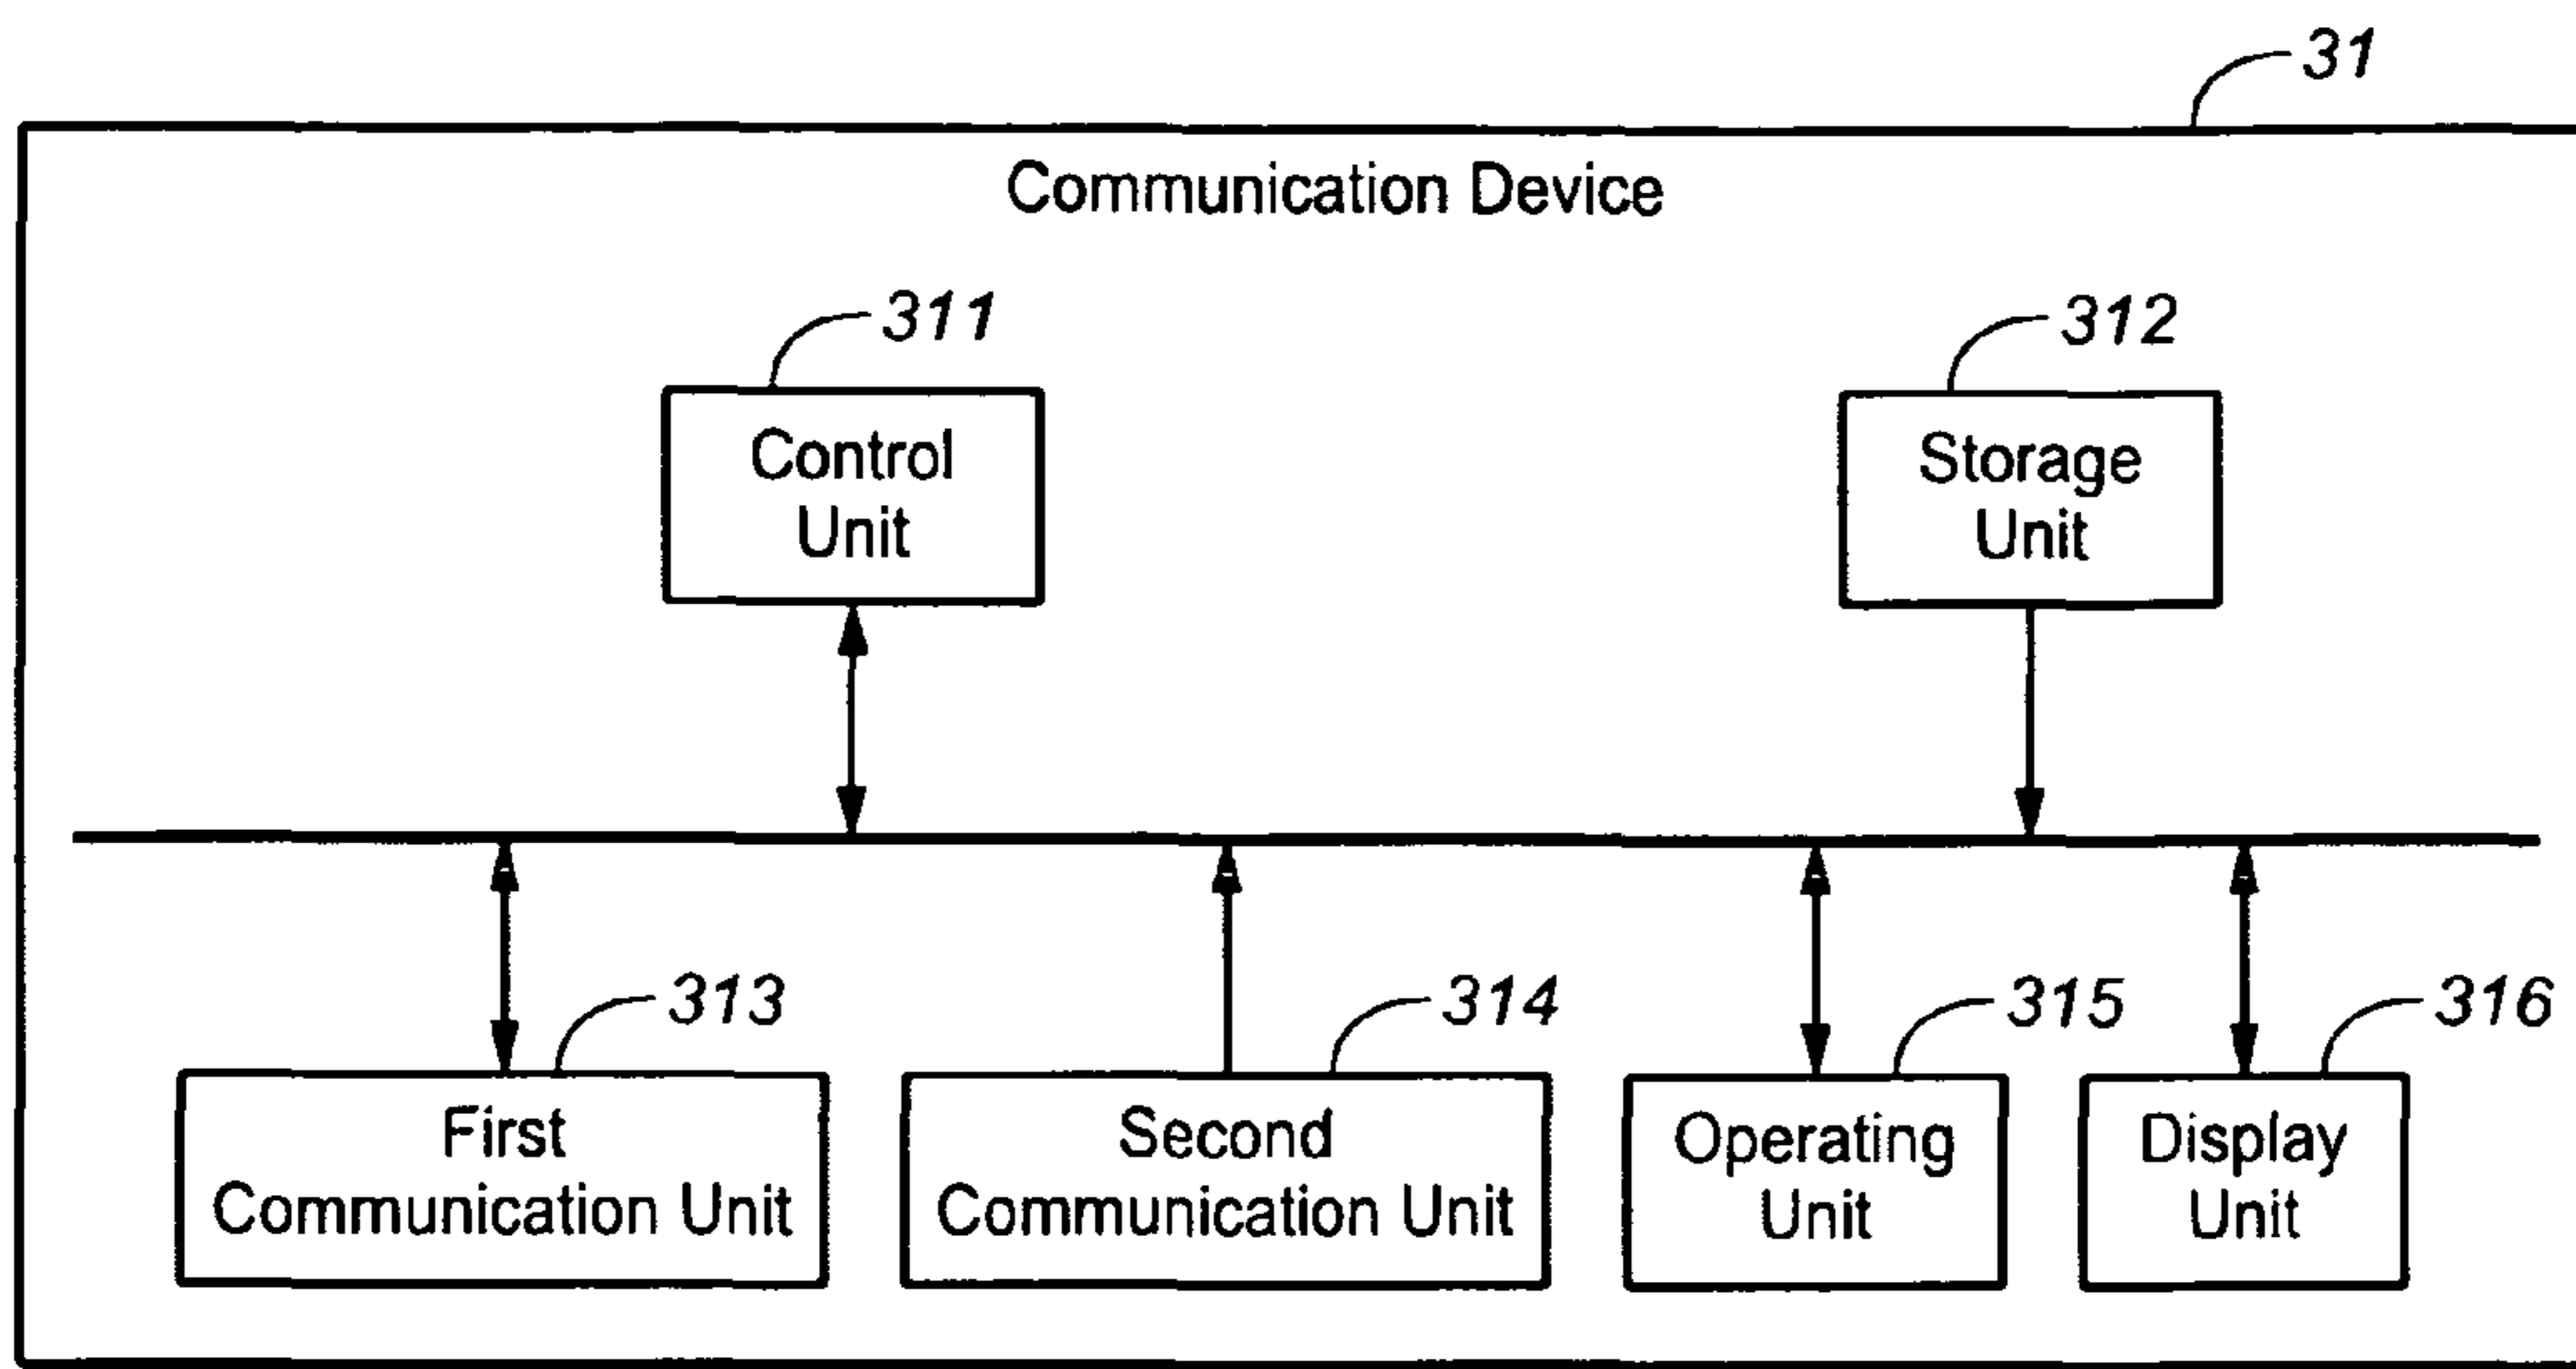 31
Communication Device
311
312
Control
Unit
Storage
Unit
313
314
315
316
First
Communication Unit
Second
Communication Unit
Operating
Unit
Display
Unit